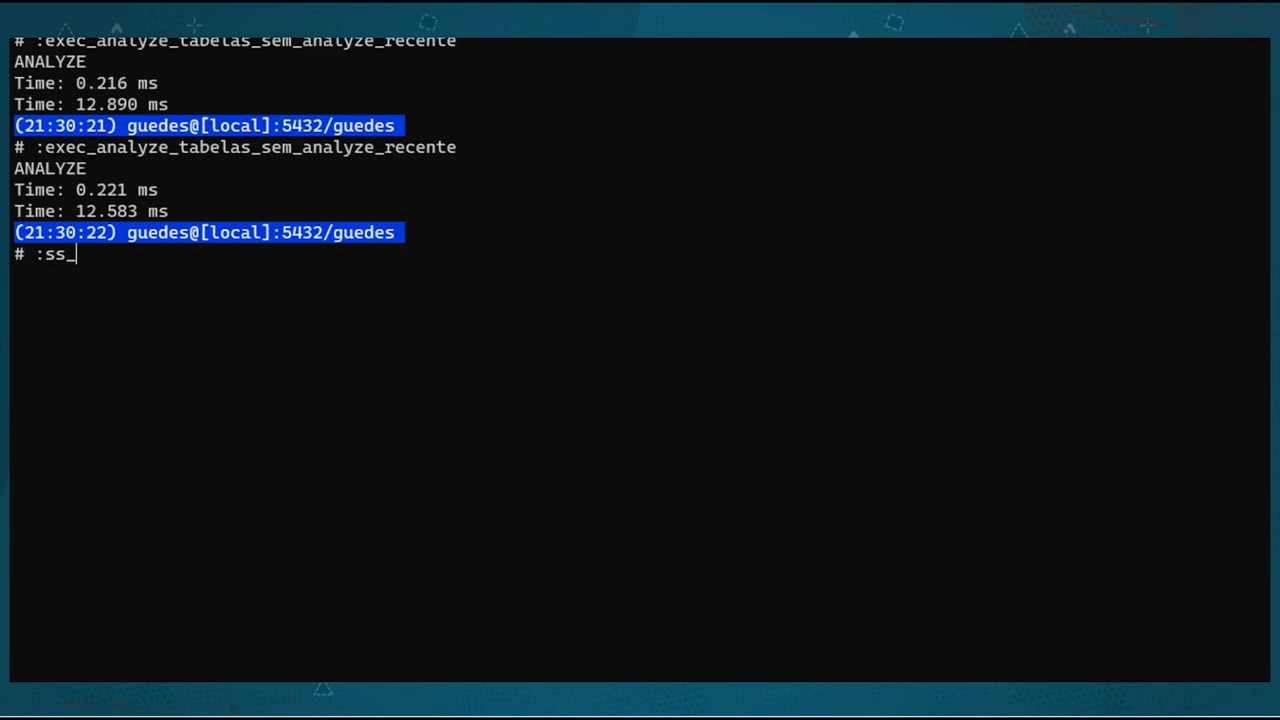 # :exec_analyze_tabelas_sem_analyze_recente
ANALYZE
Time: 0.216 ms
Time: 12.890 ms
(21:30:21) guedes@[local]:5432/guedes
# :exec_analyze_tabelas_sem_analyze_recente
ANALYZE
Time: 0.221 ms
Time: 12.583 ms
(21:30:22) guedes@[local]:5432/guedes
# :ss_